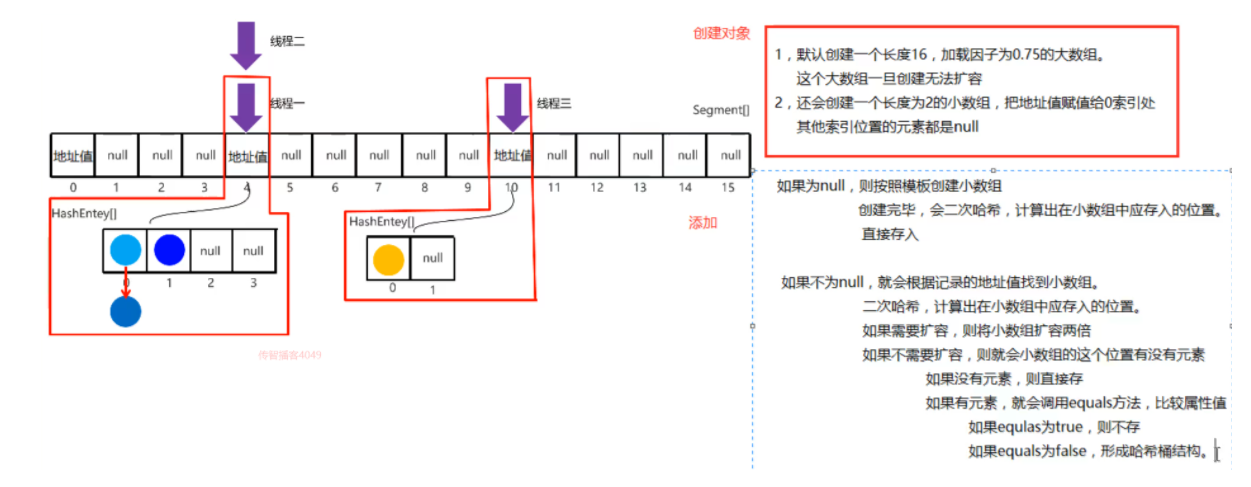 线程二
创建对象
1，默认创建一个长度16，加载因子为0.75的大数组。
这个大数组一旦创建无法扩容
2，还会创建一个长度为2的小数组，把地址值赋值给0索引处
其他索引位置的元素都是null
线程一
线程三
Segment[]
地址值 null null null 地址值 null null null null null 地址值 null null null null null
0 1 2 3 4 5 6 7 8 9 10 11 12 13 14 15
HashEntey[]
null null
0 1 2 3
HashEntey[]
null
0 1
添加
如果为null，则按照模板创建小数组
创建完毕，会二次哈希，计算出在小数组中应存入的位置。
直接存入
如果不为null，就会根据记录的地址值找到小数组。
二次哈希，计算出在小数组中应存入的位置。
如果需要扩容，则将小数组扩容两倍
如果不需要扩容，则就会小数组的这个位置有没有元素
如果没有元素，则直接存
如果有元素，就会调用equals方法，比较属性值
如果equlas为true，则不存
如果equals为false，形成哈希桶结构。
传智播客4049